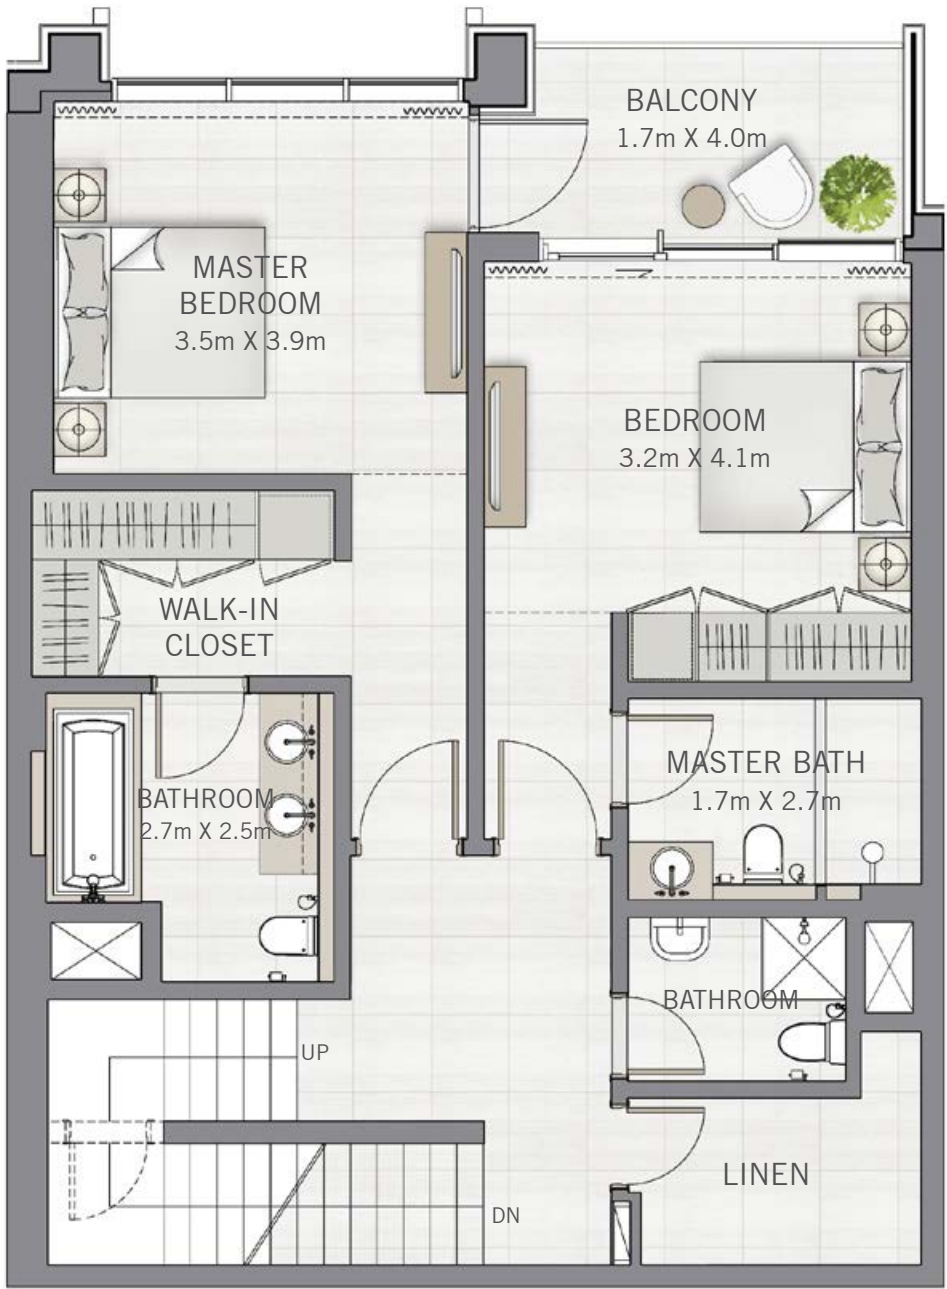 BALCONY
1.7m X 4.0m
MASTER
BEDROOM
3.5m X 3.9m
BEDROOM
3.2m X 4.1m
WALK-IN
CLOSET
MASTER BATH
1.7m X 2.7m
BATHROOM
2.7m X 2.5m
BATHROOM
UP
LINEN
DN